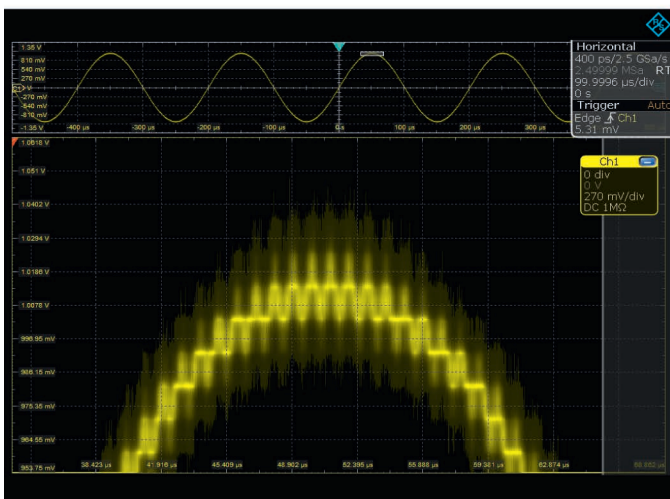 R S
Horizontal
400 ps/2.5 GSa/s
2.49999 MSa RT
99.9996 µs/div
0 s
Trigger Auto
Edge Ch1
5.31 mV
1.35 V
810 mV
540 mV
270 mV
-270 mV
-540 mV
-810 mV
-1.35 V
-400 µs -300 µs -200 µs -100 µs 0 s 100 µs 200 µs 300 µs
Ch1
0 div
0 V
270 mV/div
DC 1MΩ
1.0618 V
1.051 V
1.0402 V
1.0294 V
1.0186 V
1.0078 V
996.95 mV
986.15 mV
975.35 mV
964.55 mV
953.75 mV
38.423 µs 41.916 µs 45.409 µs 48.902 µs 52.395 µs 55.888 µs 59.381 µs 62.874 µs